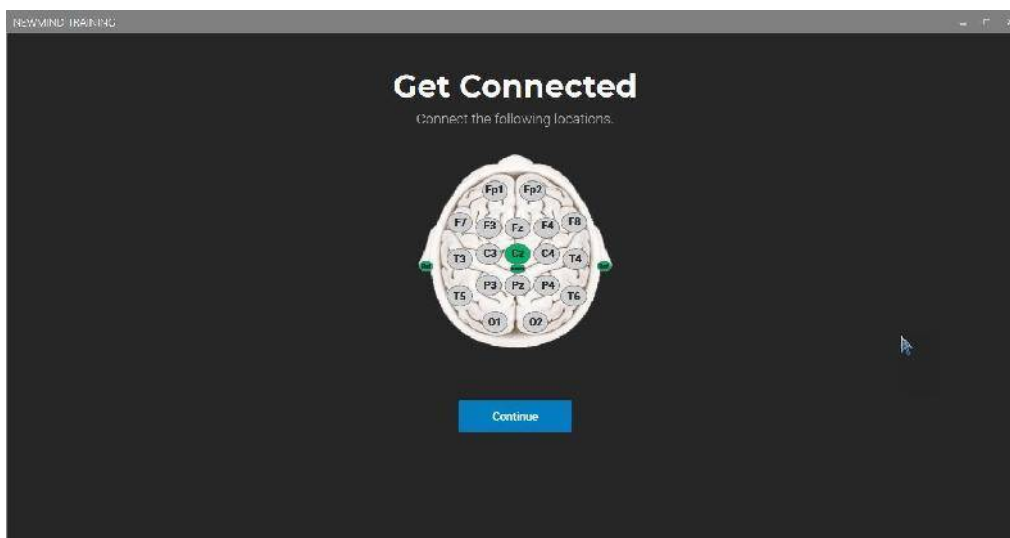 NEWMIND TRAINING
Get Connected
Connect the following locations.
Fp1 Fp2
F7 F3 Fz F4 F8
T3 C3 Cz C4 T4
T5 P3 Pz P4 T6
O1 O2
Continue